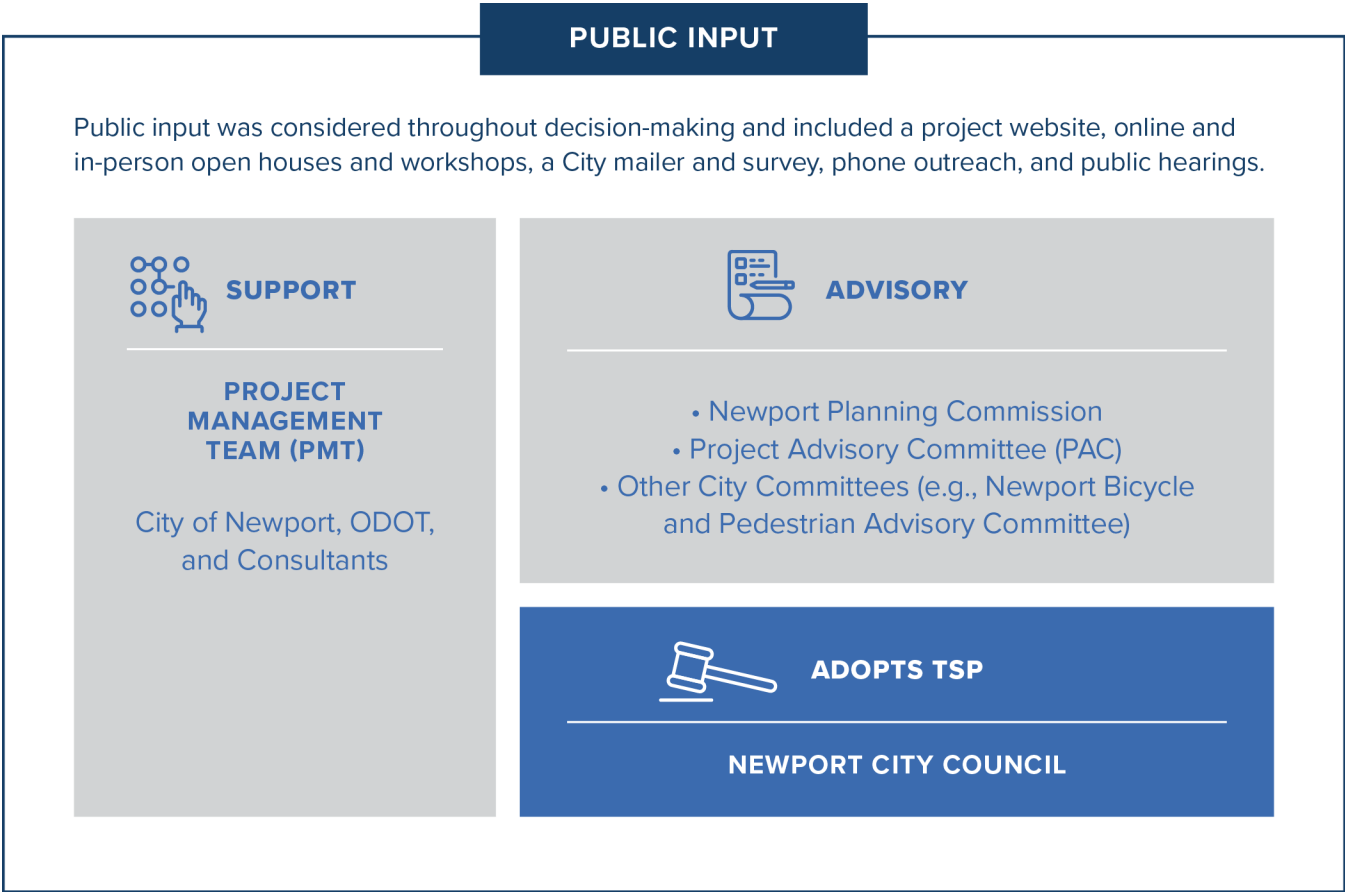 PUBLIC INPUT
Public input was considered throughout decision-making and included a project website, online and
in-person open houses and workshops, a City mailer and survey, phone outreach, and public hearings.
SUPPORT
PROJECT
MANAGEMENT
TEAM (PMT)
City of Newport, ODOT,
and Consultants
ADVISORY
• Newport Planning Commission
• Project Advisory Committee (PAC)
• Other City Committees (e.g., Newport Bicycle
and Pedestrian Advisory Committee)
ADOPTS TSP
NEWPORT CITY COUNCIL